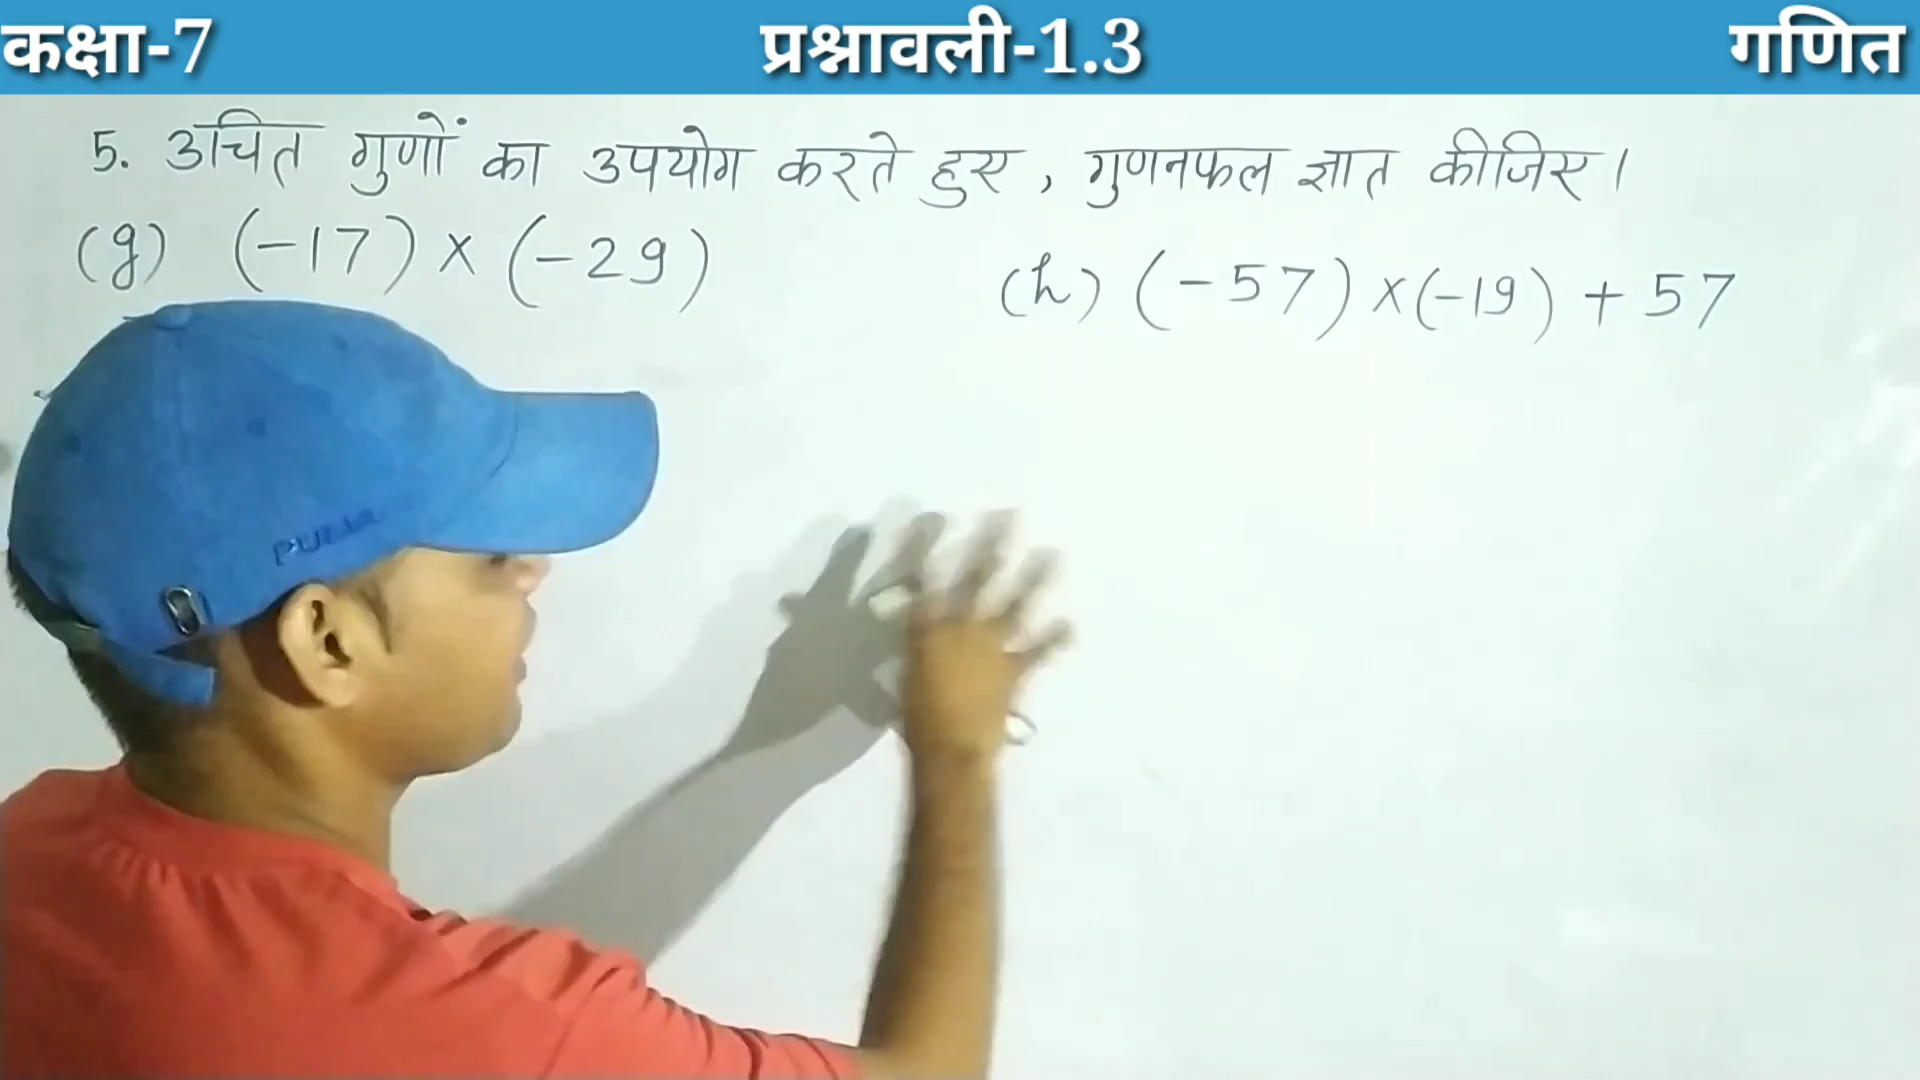 कक्षा-7 प्रश्नावली-1.3 गणित
5. उचित गुणों का उपयोग करते हुए, गुणनफल ज्ञात कीजिए।
(g) (-17) × (-29)
(h) (-57) × (-19) + 57
PUMA